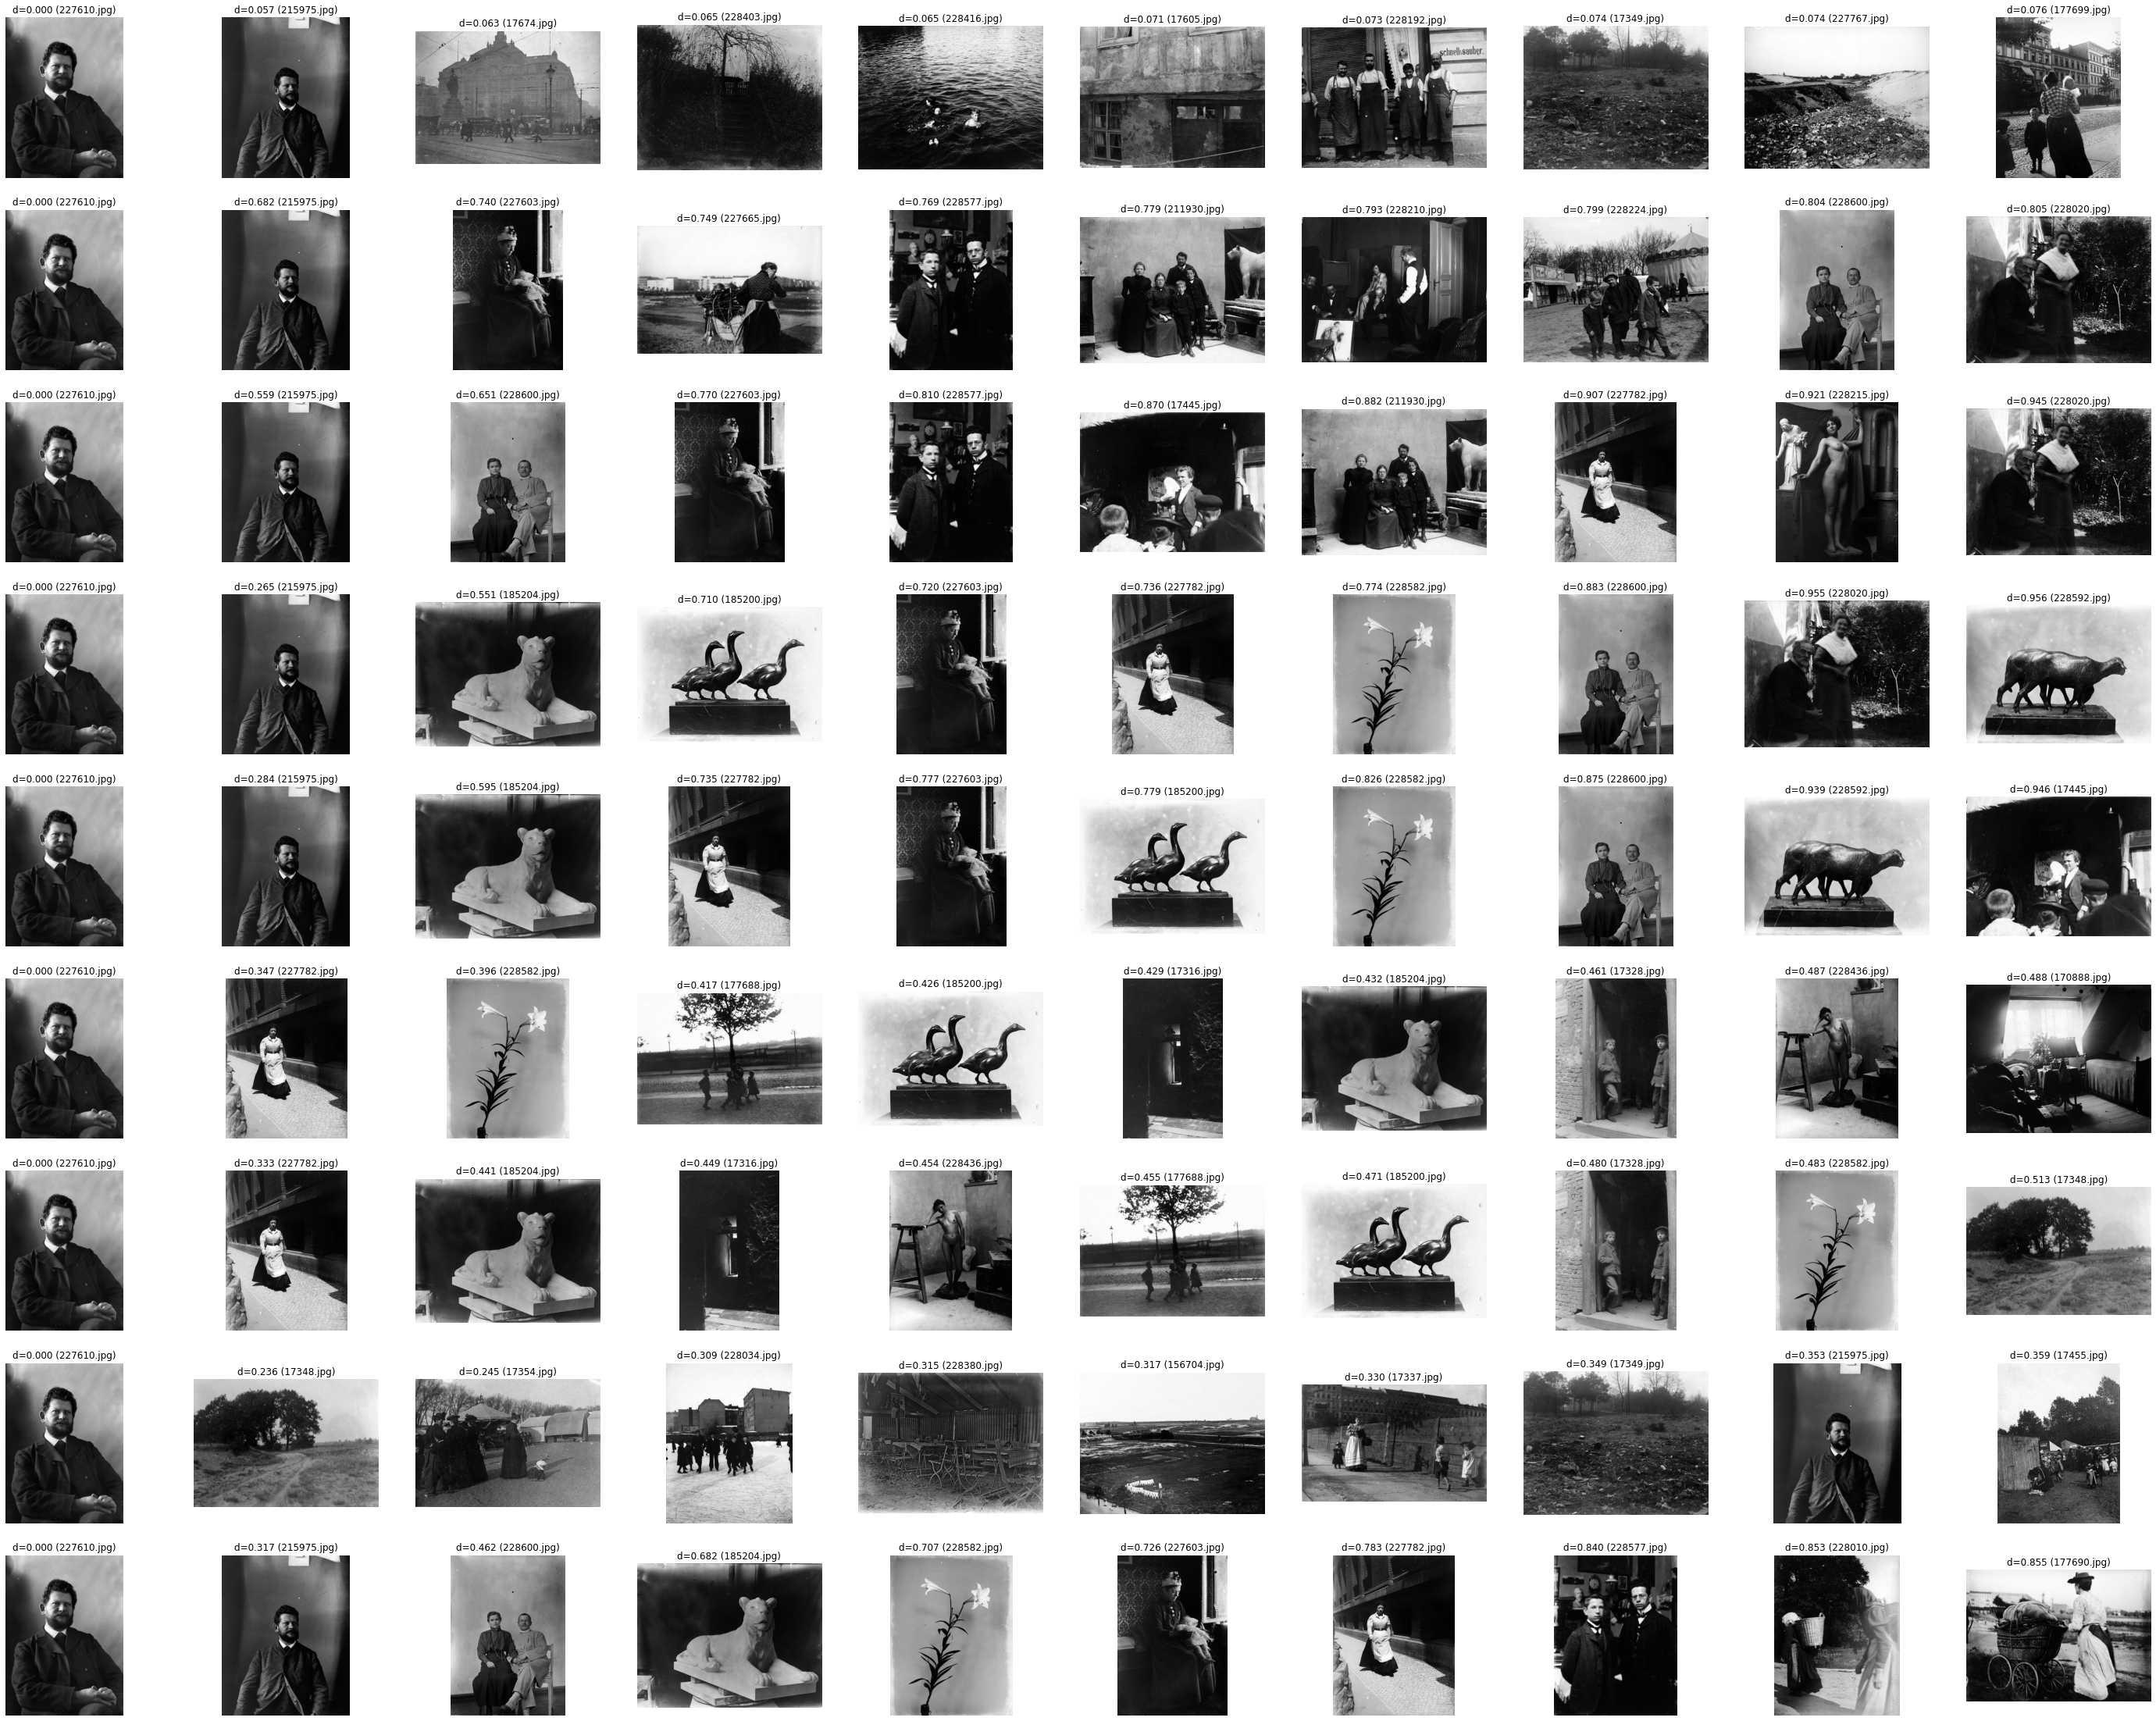 d=0.000 (227610.jpg) d=0.057 (215975.jpg) d=0.063 (17674.jpg) d=0.065 (228403.jpg) d=0.065 (228416.jpg) d=0.071 (17605.jpg) d=0.073 (228192.jpg) d=0.074 (17349.jpg) d=0.074 (227767.jpg) d=0.076 (177699.jpg)
schnell u. sauber.
d=0.000 (227610.jpg) d=0.682 (215975.jpg) d=0.740 (227603.jpg) d=0.749 (227665.jpg) d=0.769 (228577.jpg) d=0.779 (211930.jpg) d=0.793 (228210.jpg) d=0.799 (228224.jpg) d=0.804 (228600.jpg) d=0.805 (228020.jpg)
d=0.000 (227610.jpg) d=0.559 (215975.jpg) d=0.651 (228600.jpg) d=0.770 (227603.jpg) d=0.810 (228577.jpg) d=0.870 (17445.jpg) d=0.882 (211930.jpg) d=0.907 (227782.jpg) d=0.921 (228215.jpg) d=0.945 (228020.jpg)
d=0.000 (227610.jpg) d=0.265 (215975.jpg) d=0.551 (185204.jpg) d=0.710 (185200.jpg) d=0.720 (227603.jpg) d=0.736 (227782.jpg) d=0.774 (228582.jpg) d=0.883 (228600.jpg) d=0.955 (228020.jpg) d=0.956 (228592.jpg)
d=0.000 (227610.jpg) d=0.284 (215975.jpg) d=0.595 (185204.jpg) d=0.735 (227782.jpg) d=0.777 (227603.jpg) d=0.779 (185200.jpg) d=0.826 (228582.jpg) d=0.875 (228600.jpg) d=0.939 (228592.jpg) d=0.946 (17445.jpg)
d=0.000 (227610.jpg) d=0.347 (227782.jpg) d=0.396 (228582.jpg) d=0.417 (177688.jpg) d=0.426 (185200.jpg) d=0.429 (17316.jpg) d=0.432 (185204.jpg) d=0.461 (17328.jpg) d=0.487 (228436.jpg) d=0.488 (170888.jpg)
d=0.000 (227610.jpg) d=0.333 (227782.jpg) d=0.441 (185204.jpg) d=0.449 (17316.jpg) d=0.454 (228436.jpg) d=0.455 (177688.jpg) d=0.471 (185200.jpg) d=0.480 (17328.jpg) d=0.483 (228582.jpg) d=0.513 (17348.jpg)
d=0.000 (227610.jpg) d=0.236 (17348.jpg) d=0.245 (17354.jpg) d=0.309 (228034.jpg) d=0.315 (228380.jpg) d=0.317 (156704.jpg) d=0.330 (17337.jpg) d=0.349 (17349.jpg) d=0.353 (215975.jpg) d=0.359 (17455.jpg)
d=0.000 (227610.jpg) d=0.317 (215975.jpg) d=0.462 (228600.jpg) d=0.682 (185204.jpg) d=0.707 (228582.jpg) d=0.726 (227603.jpg) d=0.783 (227782.jpg) d=0.840 (228577.jpg) d=0.853 (228010.jpg) d=0.855 (177690.jpg)